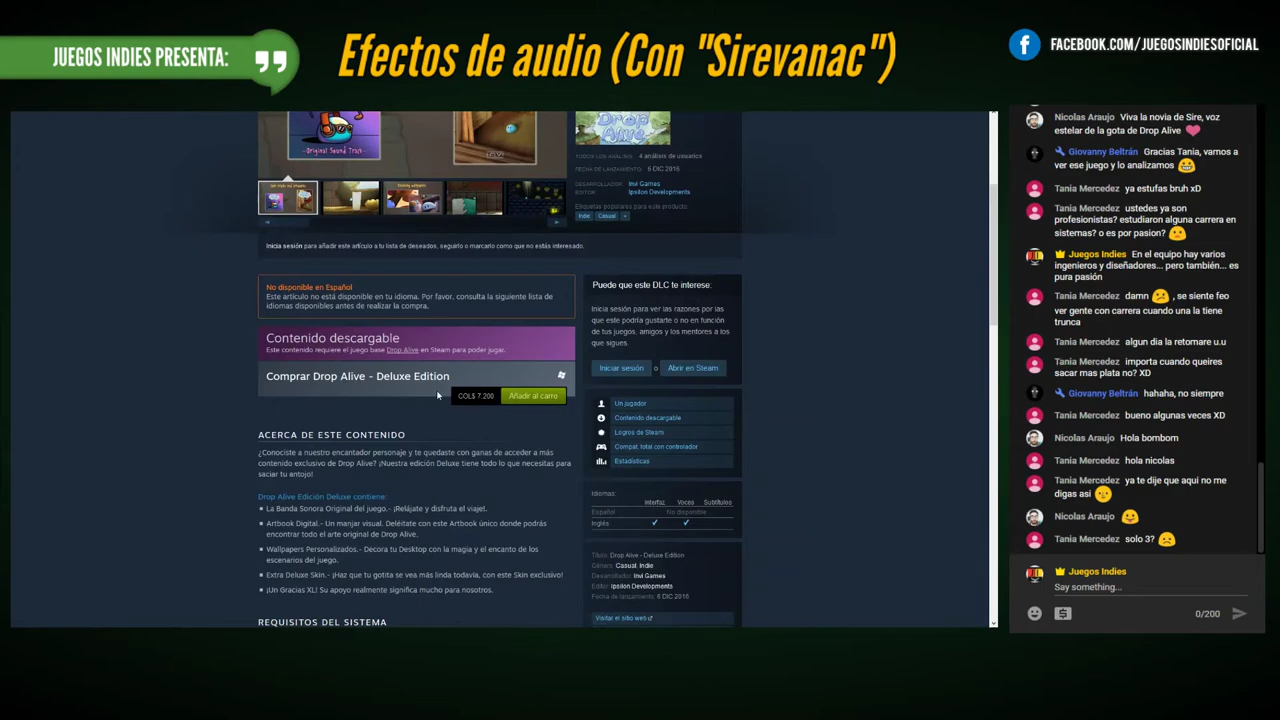 JUEGOS INDIES PRESENTA:
Efectos de audio (Con "Sirevanac")
FACEBOOK.COM/JUEGOSINDIESOFICIAL
Original Sound Track
Drop
Alive
TODOS LOS ANÁLISIS: 4 análisis de usuarios
FECHA DE LANZAMIENTO: 6 DIC 2016
DESARROLLADOR: Invi Games
EDITOR: Ipsilon Developments
Etiquetas populares para este producto:
Indie Casual +
Inicia sesión para añadir este artículo a tu lista de deseados, seguirlo o marcarlo como que no estás interesado.
No disponible en Español
Este artículo no está disponible en tu idioma. Por favor, consulta la siguiente lista de
idiomas disponibles antes de realizar la compra.
Contenido descargable
Este contenido requiere el juego base Drop Alive en Steam para poder jugar.
Comprar Drop Alive - Deluxe Edition
COL$ 7.200 Añadir al carro
ACERCA DE ESTE CONTENIDO
¿Conociste a nuestro encantador personaje y te quedaste con ganas de acceder a más
contenido exclusivo de Drop Alive? ¡Nuestra edición Deluxe tiene todo lo que necesitas para
saciar tu antojo!
Drop Alive Edición Deluxe contiene:
La Banda Sonora Original del juego.- ¡Relájate y disfruta el viaje!.
Artbook Digital.- Un manjar visual. Deléitate con este Artbook único donde podrás
encontrar todo el arte original de Drop Alive.
Wallpapers Personalizados.- Decora tu Desktop con la magia y el encanto de los
escenarios del juego.
Extra Deluxe Skin.- ¡Haz que tu gotita se vea más linda todavía, con este Skin exclusivo!
¡Un Gracias XL! Su apoyo realmente significa mucho para nosotros.
REQUISITOS DEL SISTEMA
Puede que este DLC te interese:
Inicia sesión para ver las razones por las
que este podría gustarte o no en función
de tus juegos, amigos y los mentores a los
que sigues.
Iniciar sesión o Abrir en Steam
Un jugador
Contenido descargable
Logros de Steam
Compat. total con controlador
Estadísticas
Idiomas:
Interfaz Voces Subtítulos
Español No disponible
Inglés ✓ ✓
Título: Drop Alive - Deluxe Edition
Género: Casual, Indie
Desarrollador: Invi Games
Editor: Ipsilon Developments
Fecha de lanzamiento: 6 DIC 2016
Visitar el sitio web
Nicolas Araujo Viva la novia de Sire, voz
estelar de la gota de Drop Alive ❤
Giovanny Beltrán Gracias Tania, vamos a
ver ese juego y lo analizamos 😁
Tania Mercedez ya estufas bruh xD
Tania Mercedez ustedes ya son
profesionistas? estudiaron alguna carrera en
sistemas? o es por pasion? 🙁
Juegos Indies En el equipo hay varios
ingenieros y diseñadores... pero también... es
pura pasión
Tania Mercedez damn 😕 , se siente feo
ver gente con carrera cuando una la tiene
trunca
Tania Mercedez algun dia la retomare u.u
Tania Mercedez importa cuando queires
sacar mas plata no? XD
Giovanny Beltrán hahaha, no siempre
Tania Mercedez bueno algunas veces XD
Nicolas Araujo Hola bombom
Tania Mercedez hola nicolas
Tania Mercedez ya te dije que aqui no me
digas asi
Nicolas Araujo 😛
Tania Mercedez solo 3? ☹
Juegos Indies
Say something...
0/200